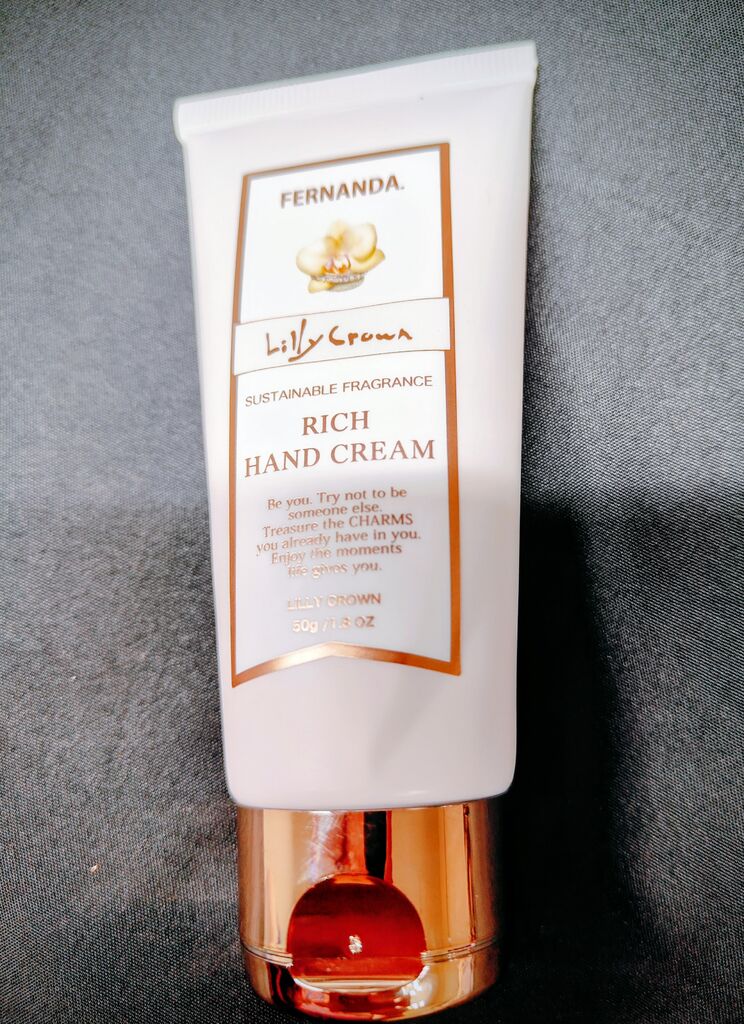 FERNANDA.
Lilly Crown
SUSTAINABLE FRAGRANCE
RICH
HAND CREAM
Be you. Try not to be
someone else.
Treasure the CHARMS
you already have in you.
Enjoy the moments
life gives you.
LILLY CROWN
50g /1.8 OZ